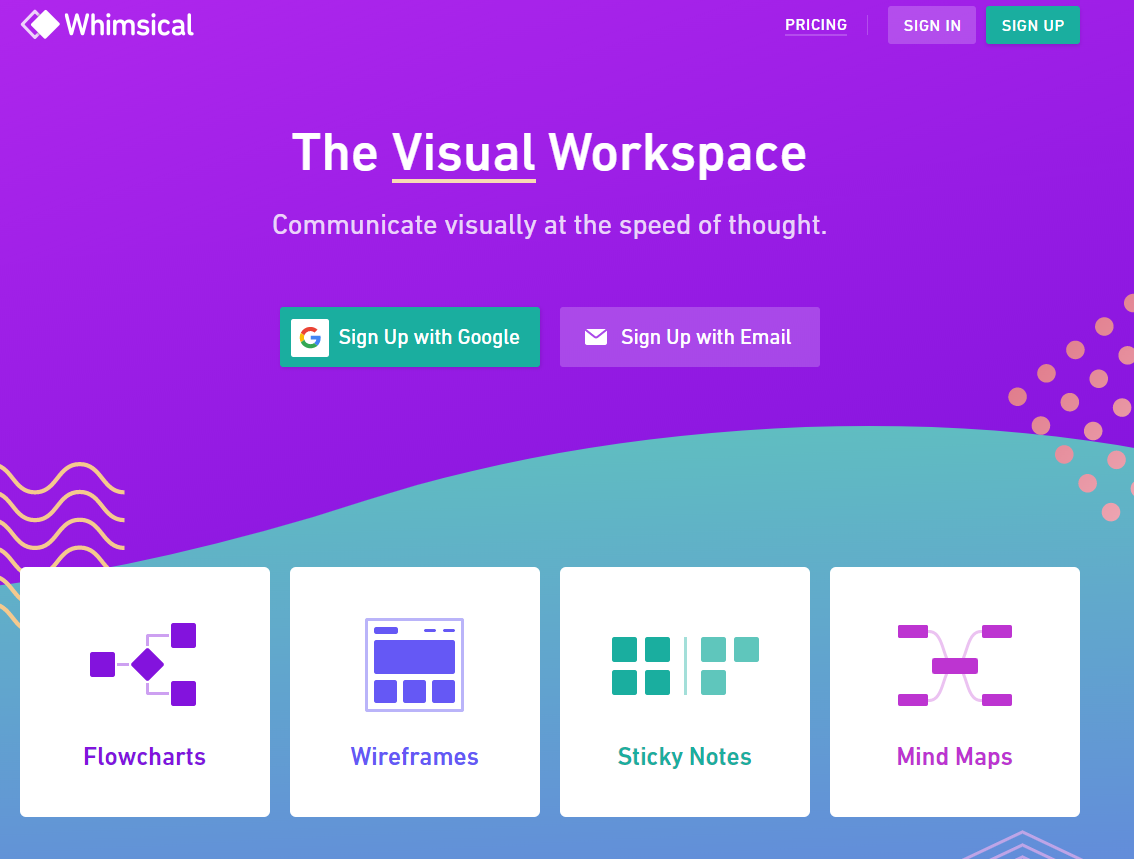 Whimsical
PRICING
SIGN IN
SIGN UP
The Visual Workspace
Communicate visually at the speed of thought.
Sign Up with Google
Sign Up with Email
Flowcharts
Wireframes
Sticky Notes
Mind Maps